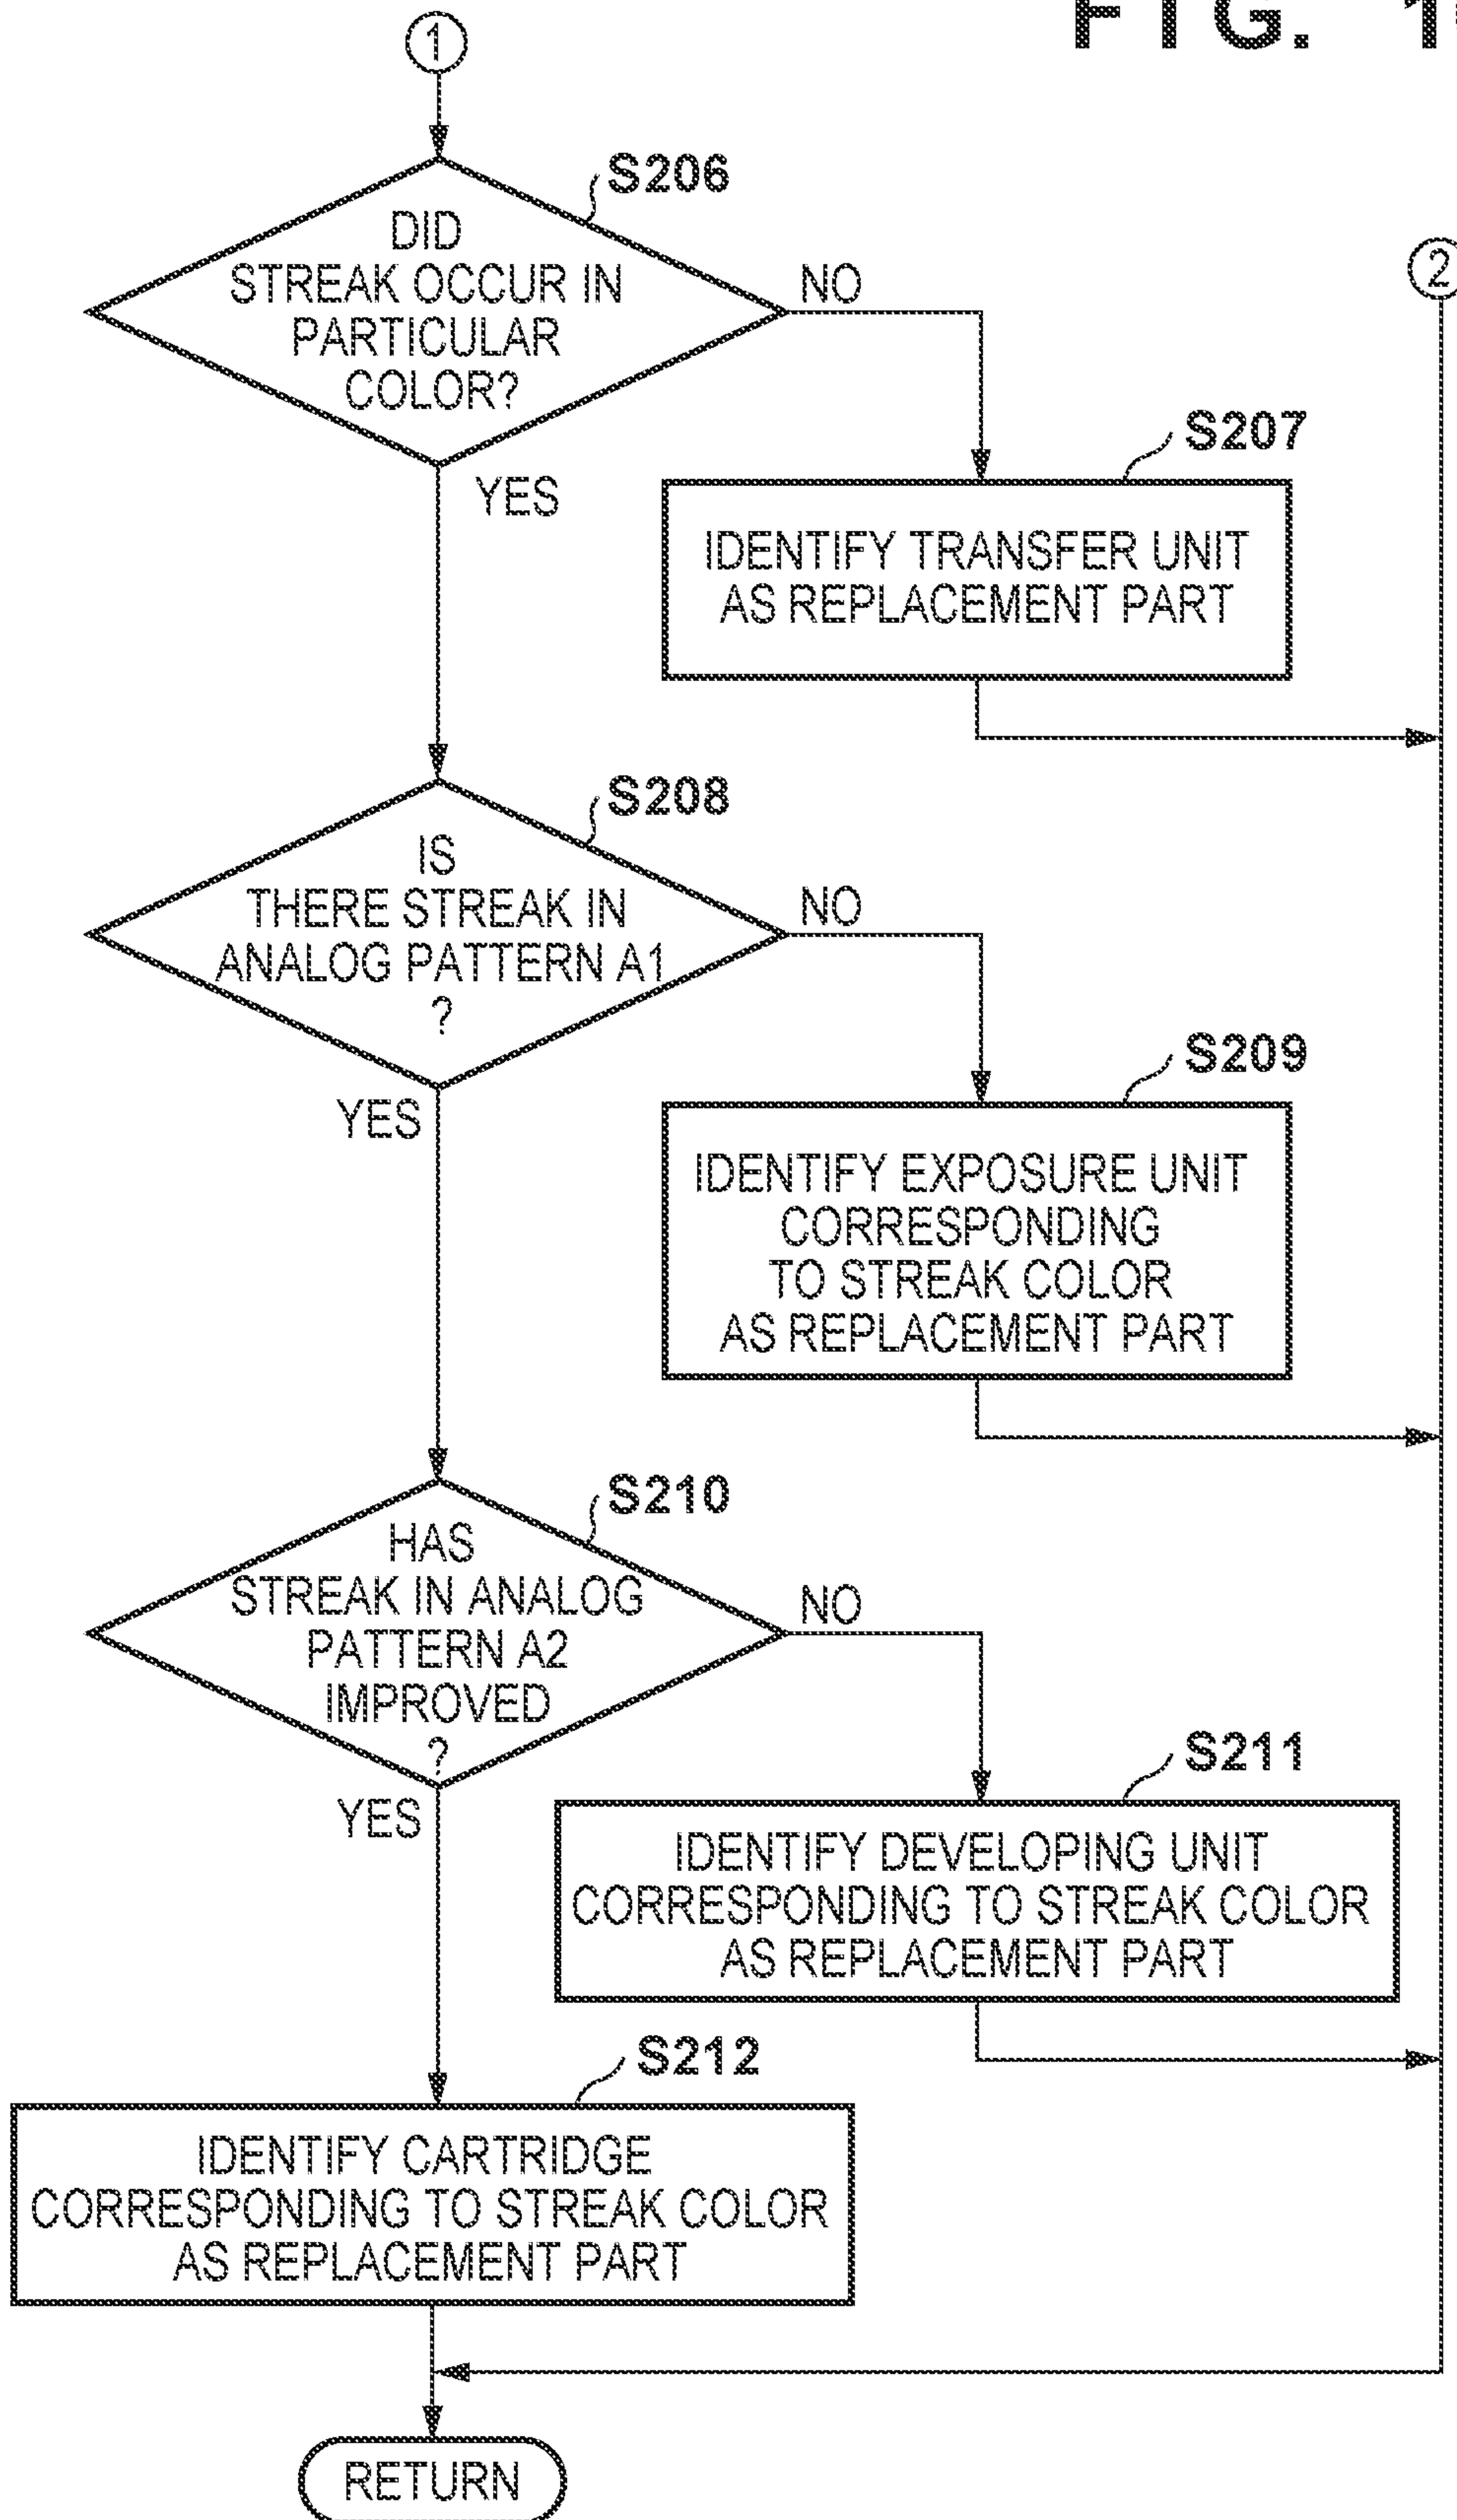 FIG. 1
1
S206
DID
STREAK OCCUR IN
PARTICULAR
COLOR?
NO
2
YES
S207
IDENTIFY TRANSFER UNIT
AS REPLACEMENT PART
S208
IS
THERE STREAK IN
ANALOG PATTERN A1
?
NO
YES
S209
IDENTIFY EXPOSURE UNIT
CORRESPONDING
TO STREAK COLOR
AS REPLACEMENT PART
S210
HAS
STREAK IN ANALOG
PATTERN A2
IMPROVED
?
NO
YES
S211
IDENTIFY DEVELOPING UNIT
CORRESPONDING TO STREAK COLOR
AS REPLACEMENT PART
S212
IDENTIFY CARTRIDGE
CORRESPONDING TO STREAK COLOR
AS REPLACEMENT PART
RETURN